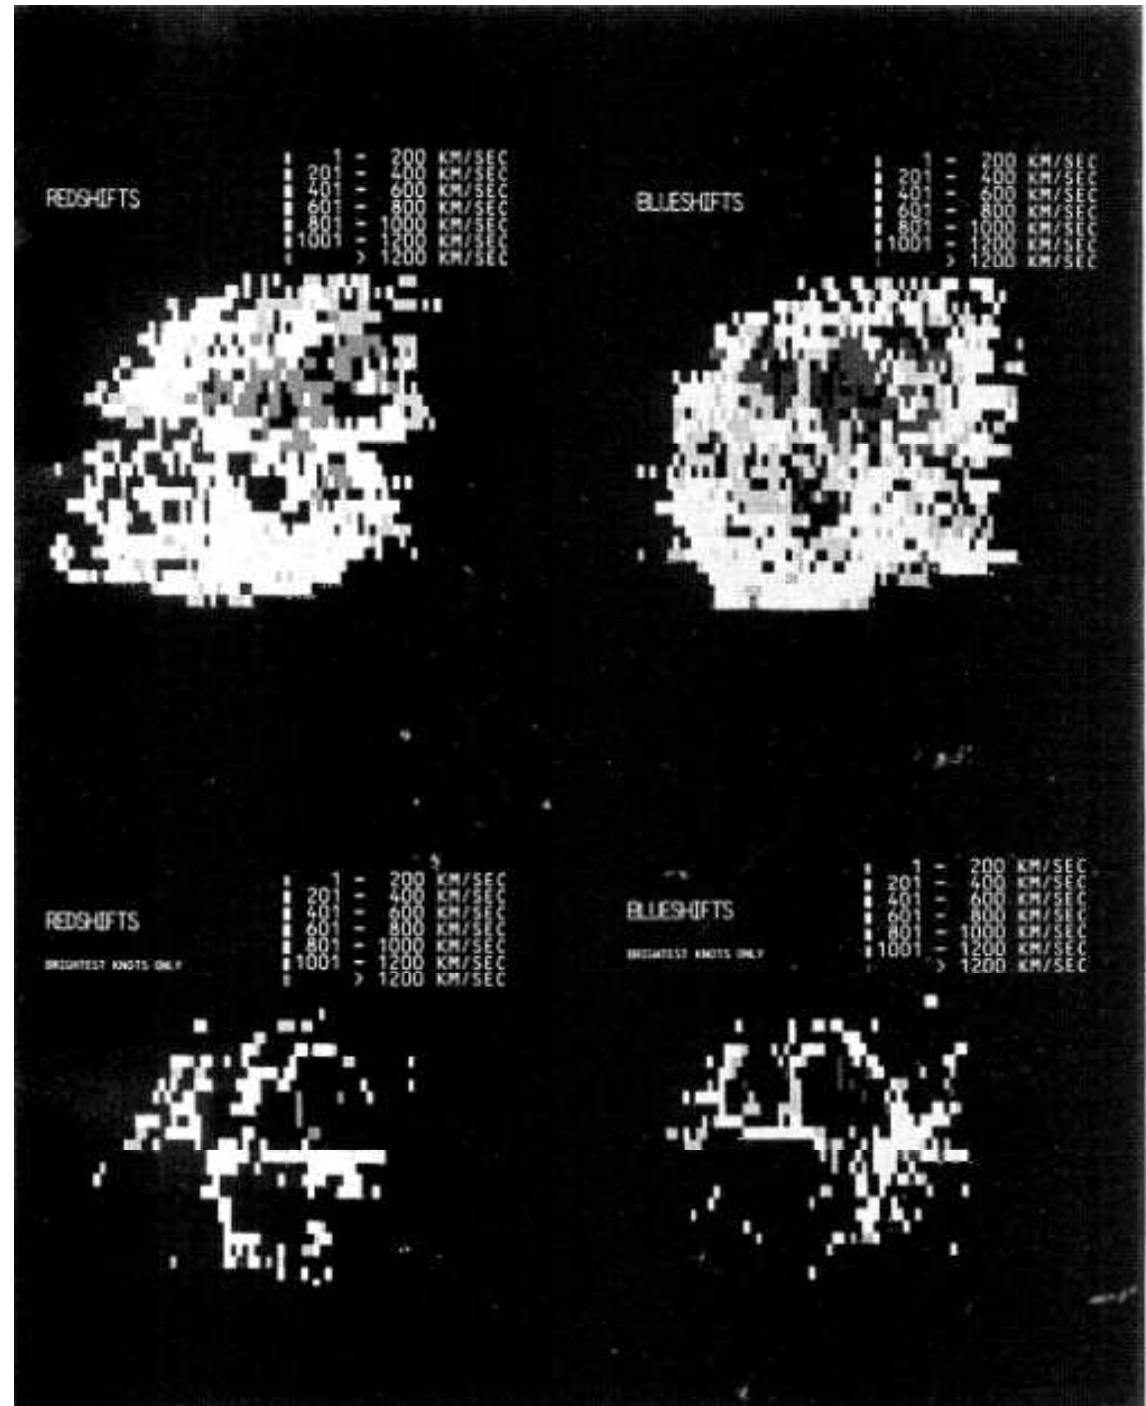 REDSHIFTS
1 - 200 KM/SEC
201 - 400 KM/SEC
401 - 600 KM/SEC
601 - 800 KM/SEC
801 - 1000 KM/SEC
1001 - 1200 KM/SEC
> 1200 KM/SEC
BLUESHIFTS
1 - 200 KM/SEC
201 - 400 KM/SEC
401 - 600 KM/SEC
601 - 800 KM/SEC
801 - 1000 KM/SEC
1001 - 1200 KM/SEC
> 1200 KM/SEC
REDSHIFTS
BRIGHTEST KNOTS ONLY
1 - 200 KM/SEC
201 - 400 KM/SEC
401 - 600 KM/SEC
601 - 800 KM/SEC
801 - 1000 KM/SEC
1001 - 1200 KM/SEC
> 1200 KM/SEC
BLUESHIFTS
BRIGHTEST KNOTS ONLY
1 - 200 KM/SEC
201 - 400 KM/SEC
401 - 600 KM/SEC
601 - 800 KM/SEC
801 - 1000 KM/SEC
1001 - 1200 KM/SEC
> 1200 KM/SEC